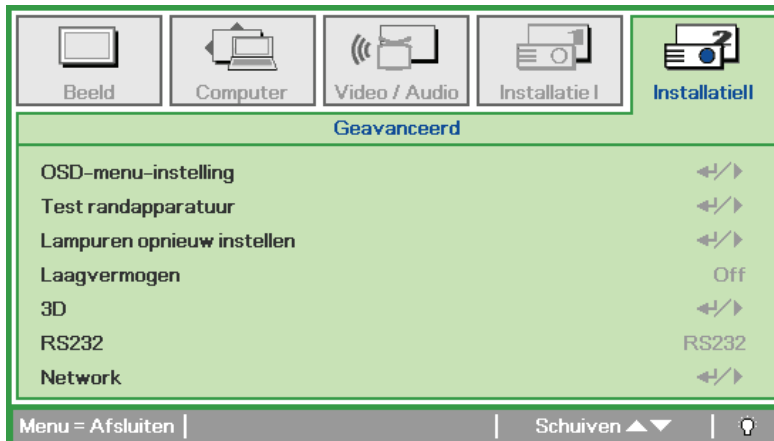 Beeld
Computer
Video / Audio
Installatie I
InstallatieII
Geavanceerd
OSD-menu-instelling
Test randapparatuur
Lampuren opnieuw instellen
Laagvermogen Off
3D
RS232 RS232
Network
Menu = Afsluiten | | Schuiven ▲▼ |